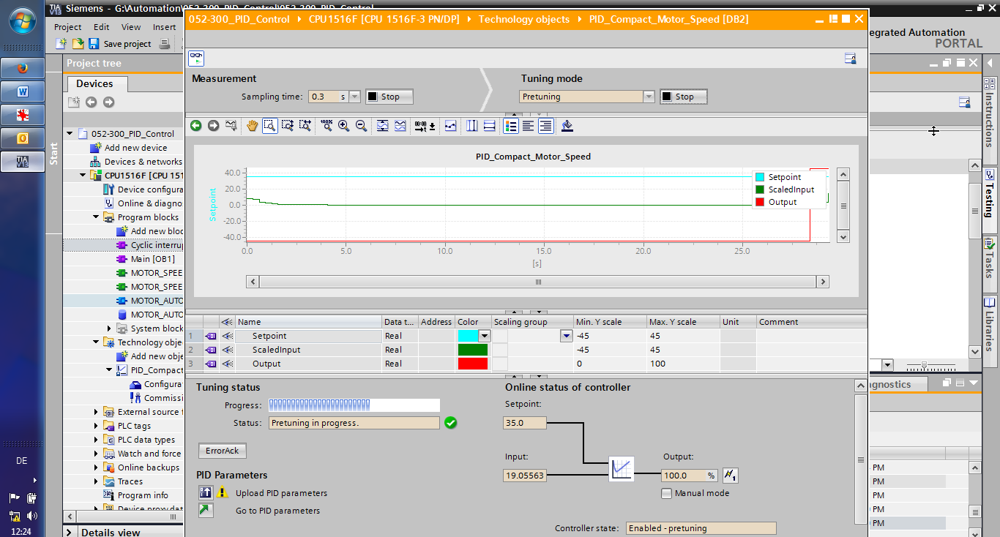 Siemens - G:\Automation\052-300_PID_Control\052-300_PID_Control
Project Edit View Insert
Save project
Integrated Automation
PORTAL
052-300_PID_Control CPU1516F [CPU 1516F-3 PN/DP] Technology objects PID_Compact_Motor_Speed [DB2]
Project tree
Devices
Start
052-300_PID_Control
Add new device
Devices & networks
CPU1516F [CPU 151
Device configura
Online & diagno
Program blocks
Add new bloc
Cyclic interrup
Main [OB1]
MOTOR_SPEE
MOTOR_SPEE
MOTOR_AUTO
MOTOR_AUTO
System block
Technology obje
Add new obje
PID_Compact
Configurat
Commissi
External source f
PLC tags
PLC data types
Watch and force
Online backups
Traces
Program info
Device proxy data
Details view
TIA
V13
DE
12:24
Measurement
Sampling time: 0.3 s Stop
Tuning mode
Pretuning Stop
PID_Compact_Motor_Speed
Setpoint
40.0
20.0
0.0
-20.0
-40.0
0.0 5.0 10.0 15.0 20.0 25.0
[s]
Setpoint
ScaledInput
Output
Name Data t... Address Color Scaling group Min. Y scale Max. Y scale Unit Comment
1 Setpoint Real -45 45
2 ScaledInput Real -45 45
3 Output Real 0 100
Tuning status
Progress:
Status: Pretuning in progress.
ErrorAck
PID Parameters
Upload PID parameters
Go to PID parameters
Online status of controller
Setpoint:
35.0
Input:
19.05563
Output:
100.0 %
Manual mode
Controller state: Enabled - pretuning
Instructions
Testing
Tasks
Libraries
agnostics
PM
PM
PM
PM
PM